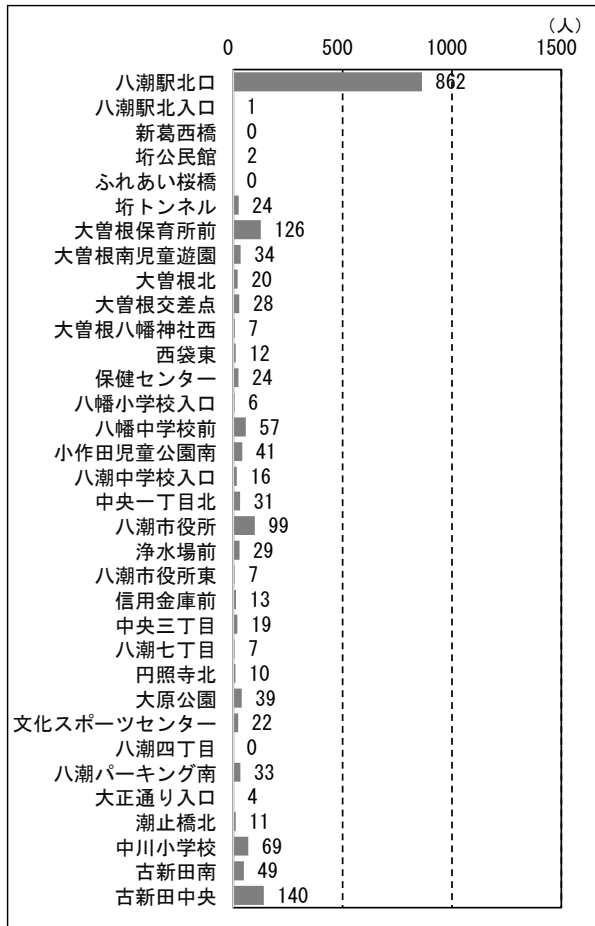 （人）
0 500 1000 1500
八潮駅北口 862
八潮駅北入口 1
新葛西橋 0
垳公民館 2
ふれあい桜橋 0
垳トンネル 24
大曽根保育所前 126
大曽根南児童遊園 34
大曽根北 20
大曽根交差点 28
大曽根八幡神社西 7
西袋東 12
保健センター 24
八幡小学校入口 6
八幡中学校前 57
小作田児童公園南 41
八潮中学校入口 16
中央一丁目北 31
八潮市役所 99
浄水場前 29
八潮市役所東 7
信用金庫前 13
中央三丁目 19
八潮七丁目 7
円照寺北 10
大原公園 39
文化スポーツセンター 22
八潮四丁目 0
八潮パーキング南 33
大正通り入口 4
潮止橋北 11
中川小学校 69
古新田南 49
古新田中央 140